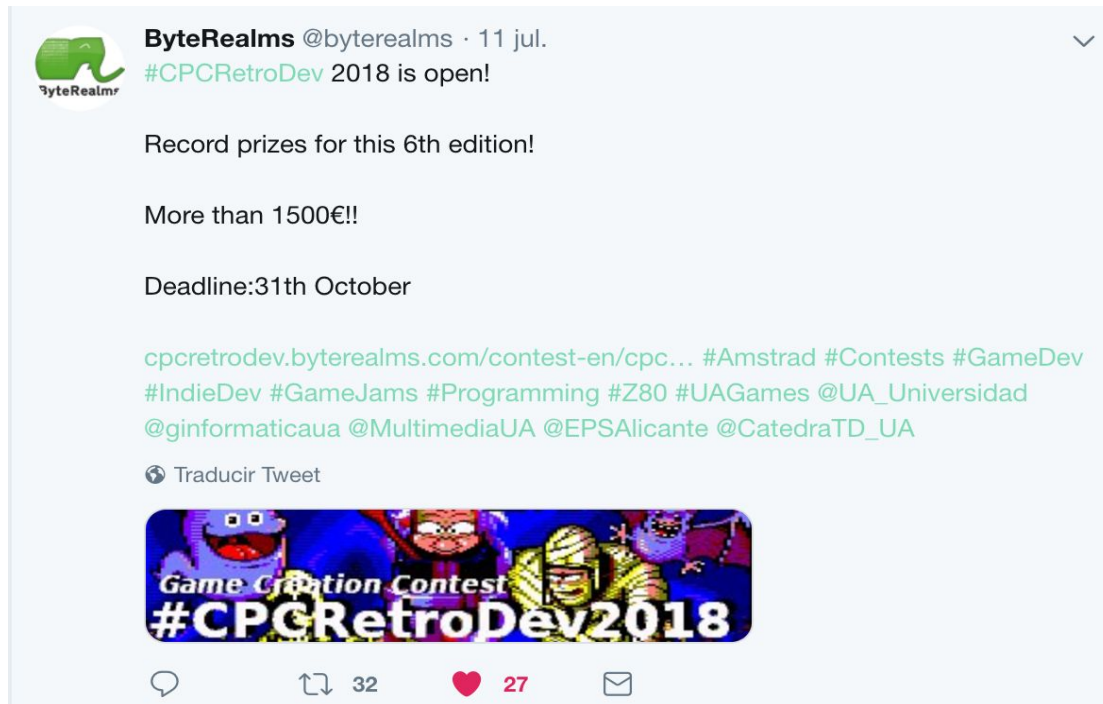 ByteRealms @byterealms · 11 jul.
#CPCRetroDev 2018 is open!
Record prizes for this 6th edition!
More than 1500€!!
Deadline:31th October
cpcretrodev.byterealms.com/contest-en/cpc... #Amstrad #Contests #GameDev
#IndieDev #GameJams #Programming #Z80 #UAGames @UA_Universidad
@ginformaticaua @MultimediaUA @EPSAlicante @CatedraTD_UA
Traducir Tweet
Game Creation Contest
#CPCRetroDev2018
32 27
ByteRealms